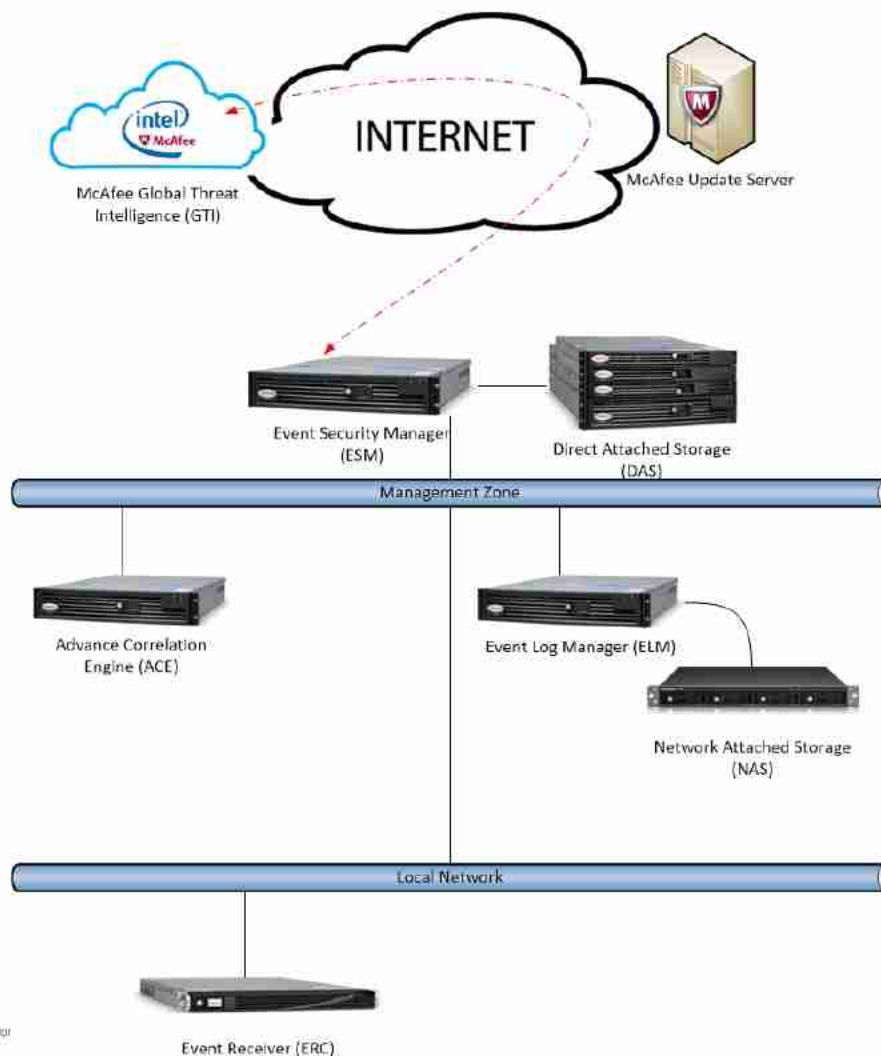 intel
McAfee
INTERNET
M
McAfee Global Threat
Intelligence (GTI)
McAfee Update Server
Event Security Manager
(ESM)
Direct Attached Storage
(DAS)
Management Zone
Advance Correlation
Engine (ACE)
Event Log Manager (ELM)
Network Attached Storage
(NAS)
Local Network
or
Event Receiver (ERC)